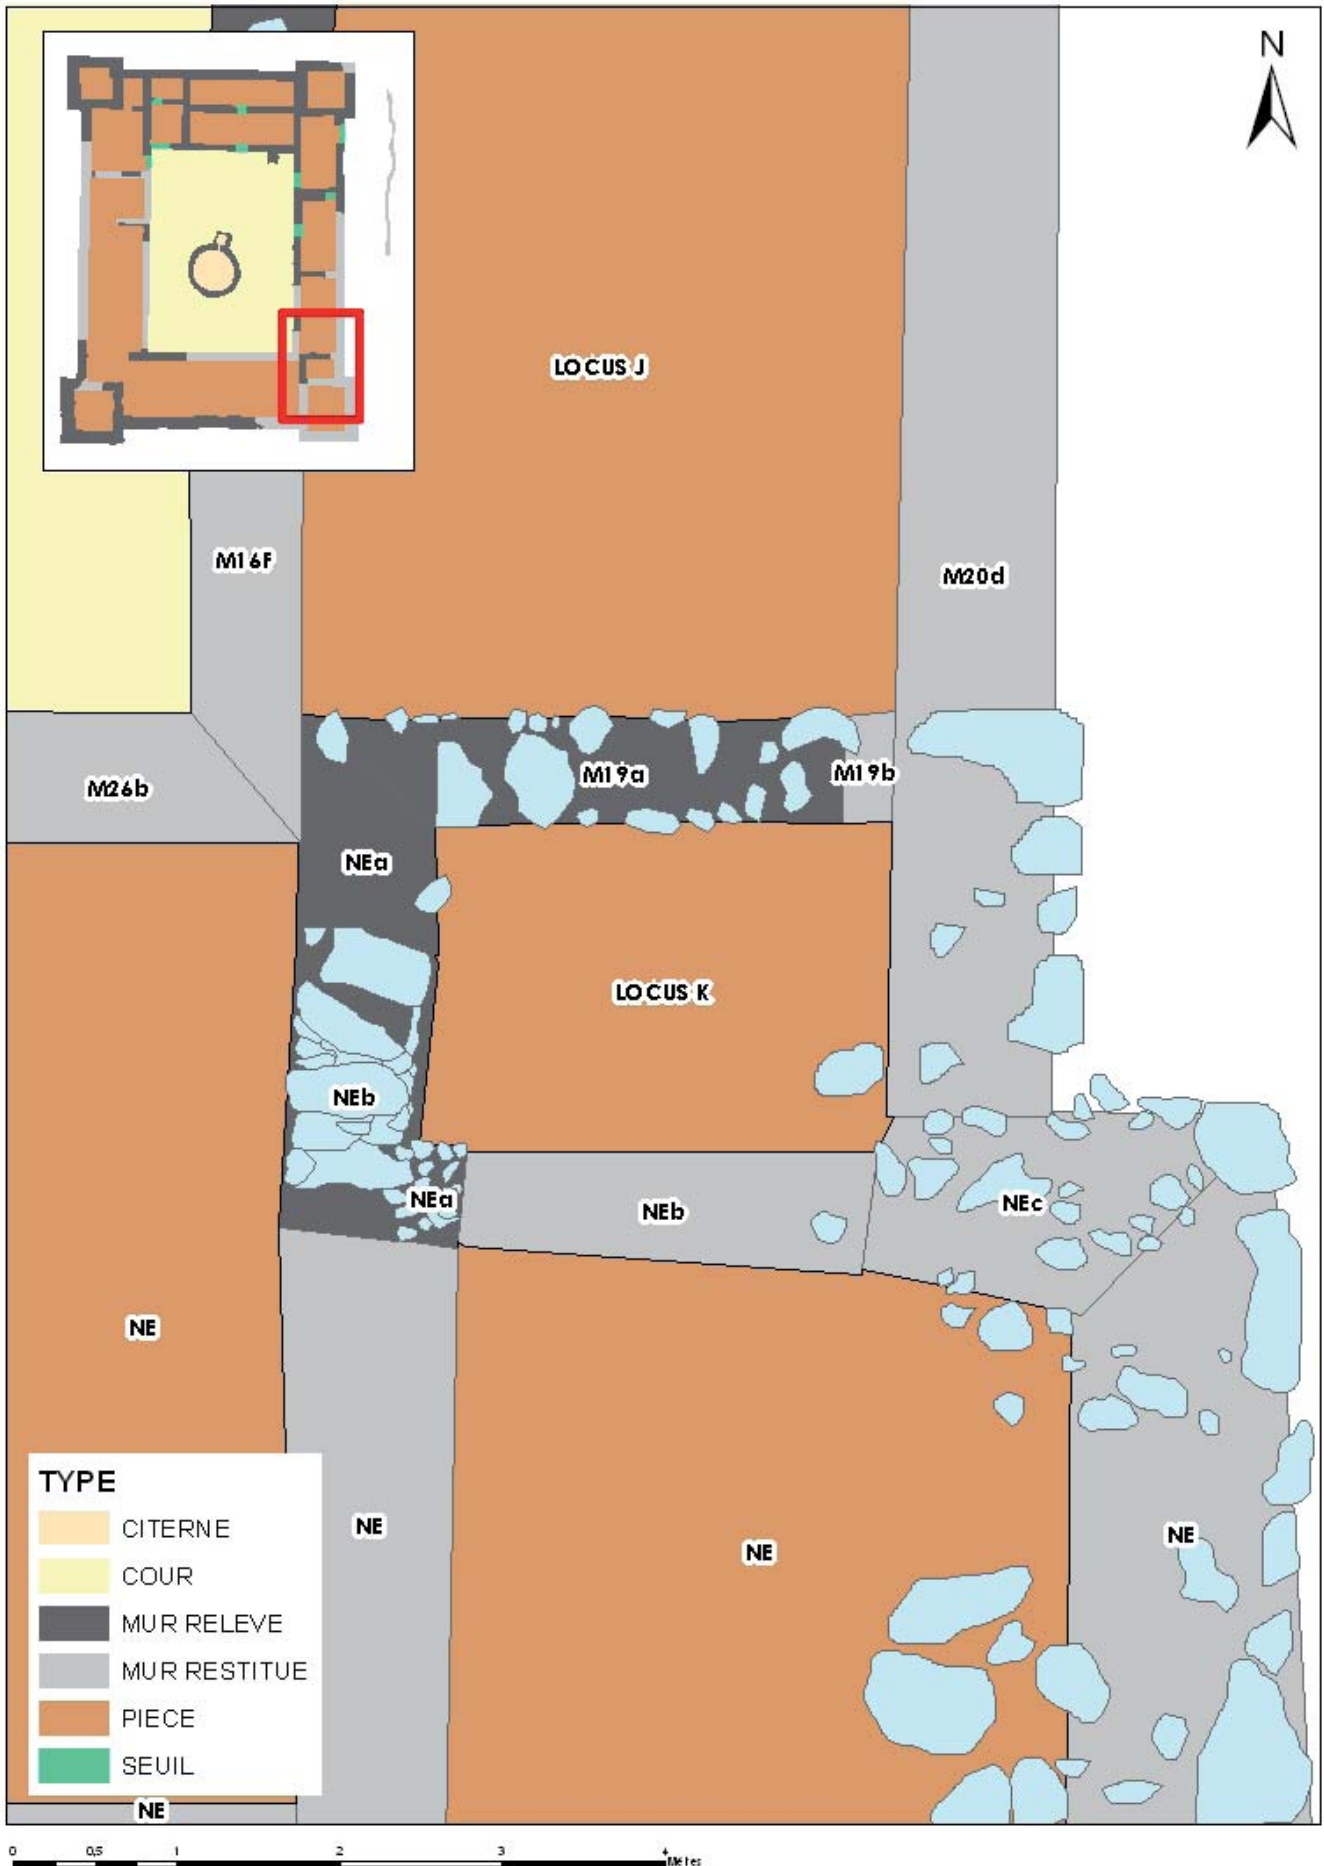 N
LOCUS J
M16F
M20d
M19a
M19b
M26b
NEa
LOCUS K
NEb
NEa
NEb
NEc
NE
TYPE
CITERNE
COUR
MUR RELEVE
MUR RESTITUE
PIECE
SEUIL
NE
NE
NE
NE
0 0,5 1 2 3 4
Mètres